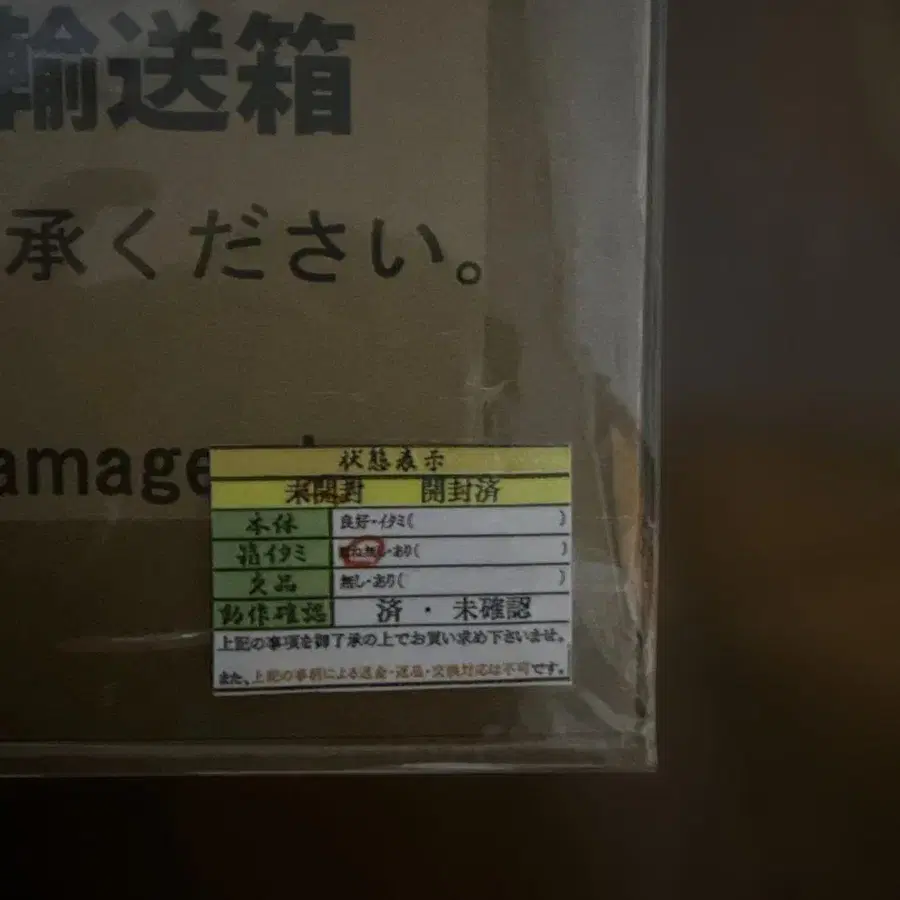 輸送箱
承ください。
amage
状態表示
未開封 開封済
本体 良好・イタミ( )
箱イタミ 概ね無し・あり( )
欠品 無し・あり( )
動作確認 済・未確認
上記の事項を御了承の上でお買い求め下さいませ。
また、上記の事柄による返金・返品・交換対応は不可です。